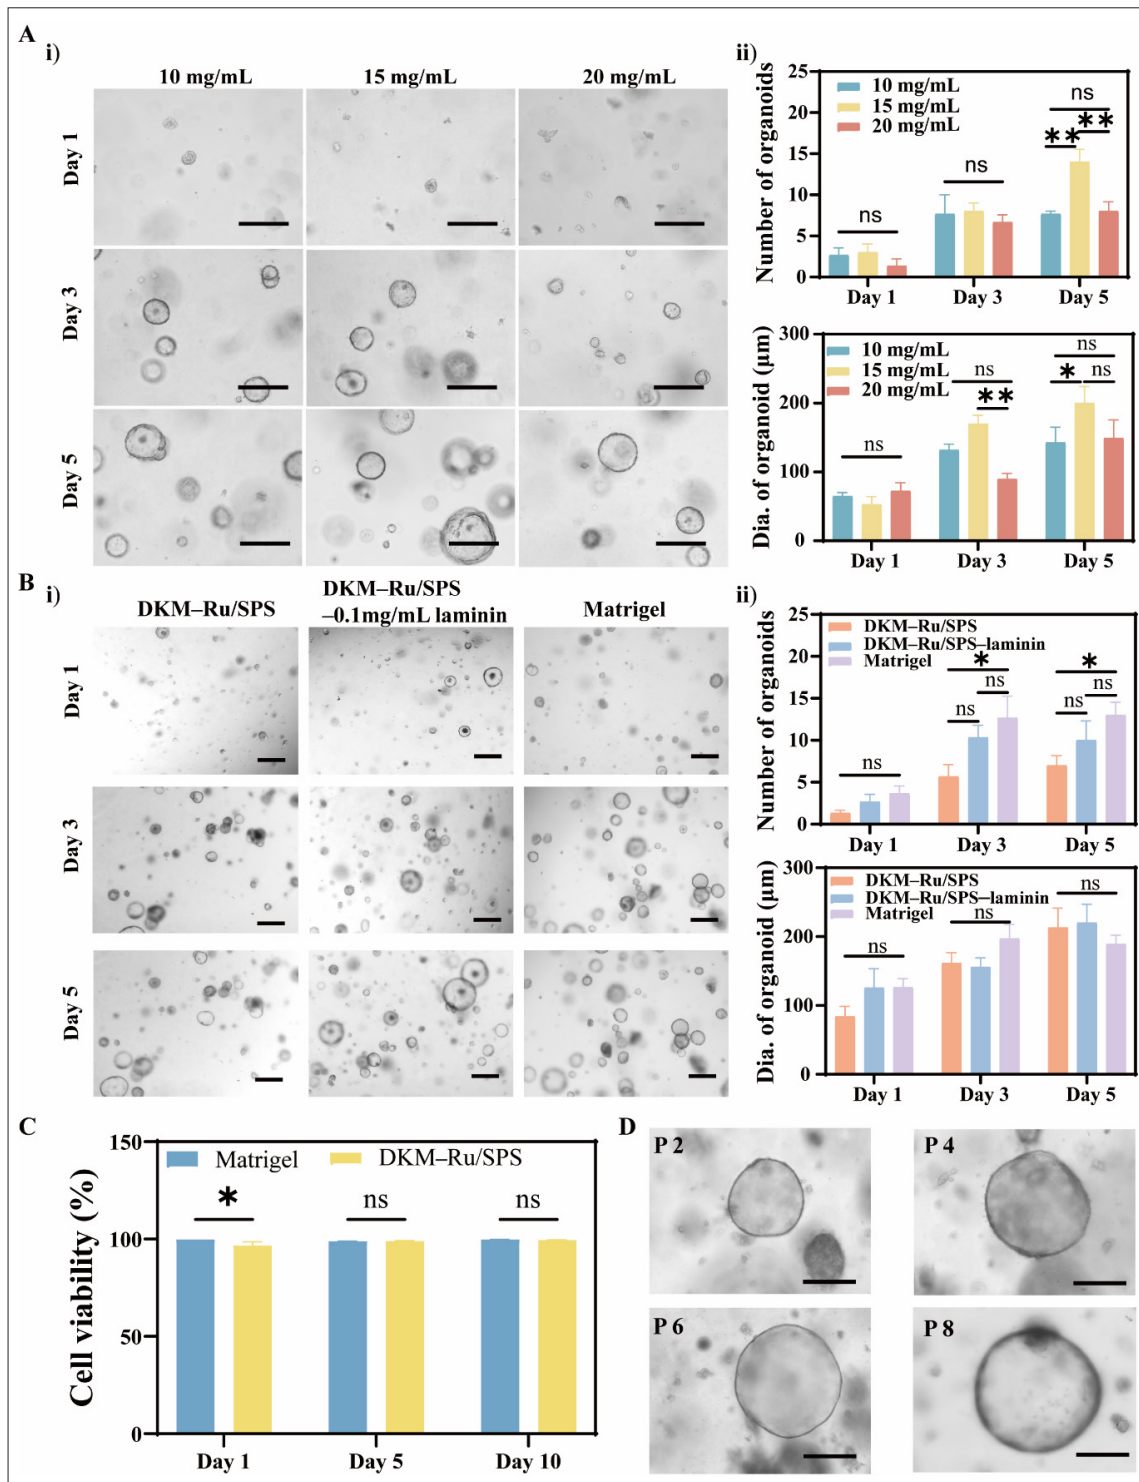 A
i)
10 mg/mL
15 mg/mL
20 mg/mL
Day 1
Day 3
Day 5
ii)
25
20
15
10
5
0
Number of organoids
10 mg/mL
15 mg/mL
20 mg/mL
ns
ns
ns
**
**
Day 1
Day 3
Day 5
300
200
100
0
Dia. of organoid (μm)
10 mg/mL
15 mg/mL
20 mg/mL
ns
ns
**
ns
*
ns
Day 1
Day 3
Day 5
B
i)
DKM–Ru/SPS
DKM–Ru/SPS
–0.1mg/mL laminin
Matrigel
Day 1
Day 3
Day 5
ii)
25
20
15
10
5
0
Number of organoids
DKM–Ru/SPS
DKM–Ru/SPS–laminin
Matrigel
ns
*
ns
ns
*
ns
ns
Day 1
Day 3
Day 5
300
200
100
0
Dia. of organoid (μm)
DKM–Ru/SPS
DKM–Ru/SPS–laminin
Matrigel
ns
ns
ns
Day 1
Day 3
Day 5
C
150
100
50
0
Cell viability (%)
Matrigel
DKM–Ru/SPS
*
ns
ns
Day 1
Day 5
Day 10
D
P 2
P 4
P 6
P 8